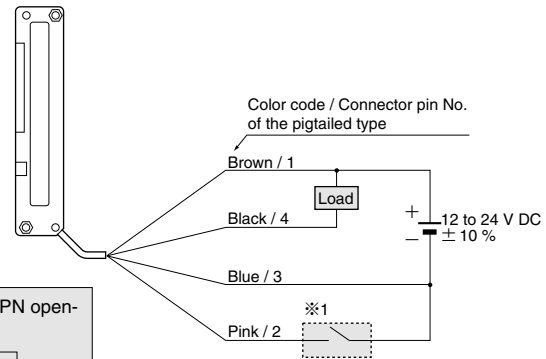 Color code / Connector pin No.
of the pigtailed type
Brown / 1
Load
Black / 4
+
12 to 24 V DC
− ± 10 %
Blue / 3
PN open-
※1
Pink / 2